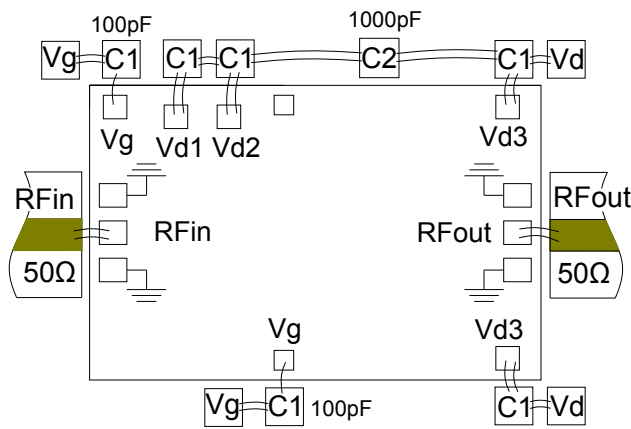 100pF
1000pF
Vg C1 C1 C1 C2 C1 Vd
Vg Vd1 Vd2 Vd3
RFin RFout
RFin RFout
50Ω 50Ω
Vg Vd3
Vg C1 100pF C1 Vd